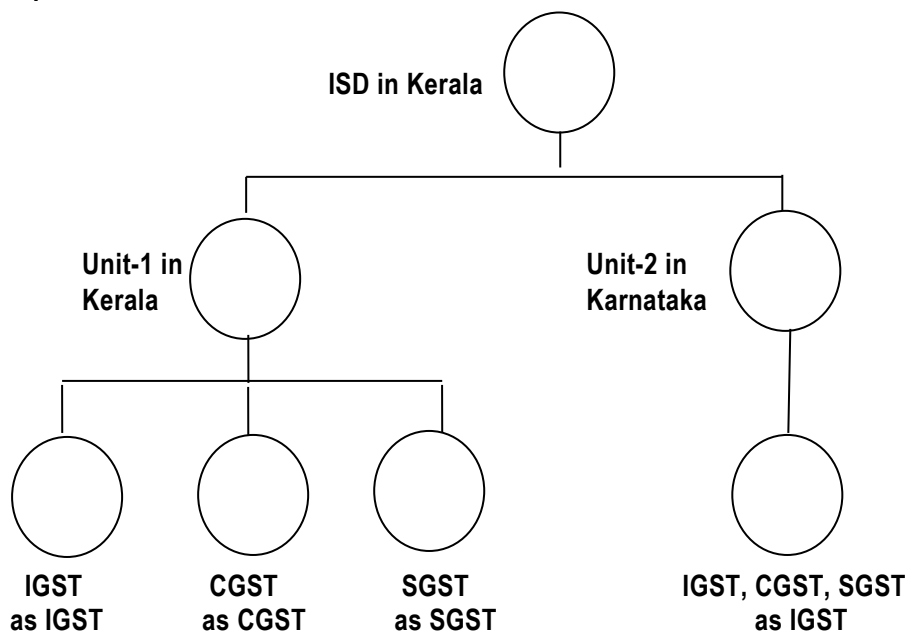 ISD in Kerala
Unit-1 in
Kerala
Unit-2 in
Karnataka
IGST
as IGST
CGST
as CGST
SGST
as SGST
IGST, CGST, SGST
as IGST